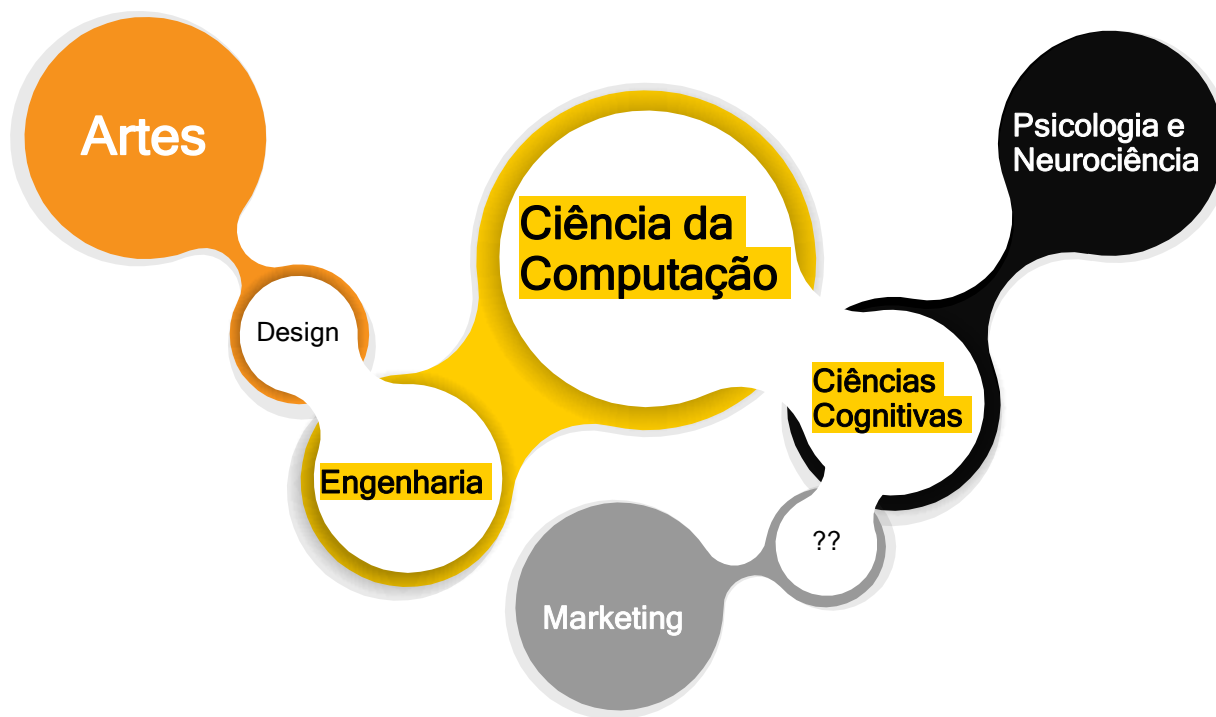 Artes
Psicologia e
Neurociência
Ciência da
Computação
Design
Ciências
Cognitivas
Engenharia
??
Marketing